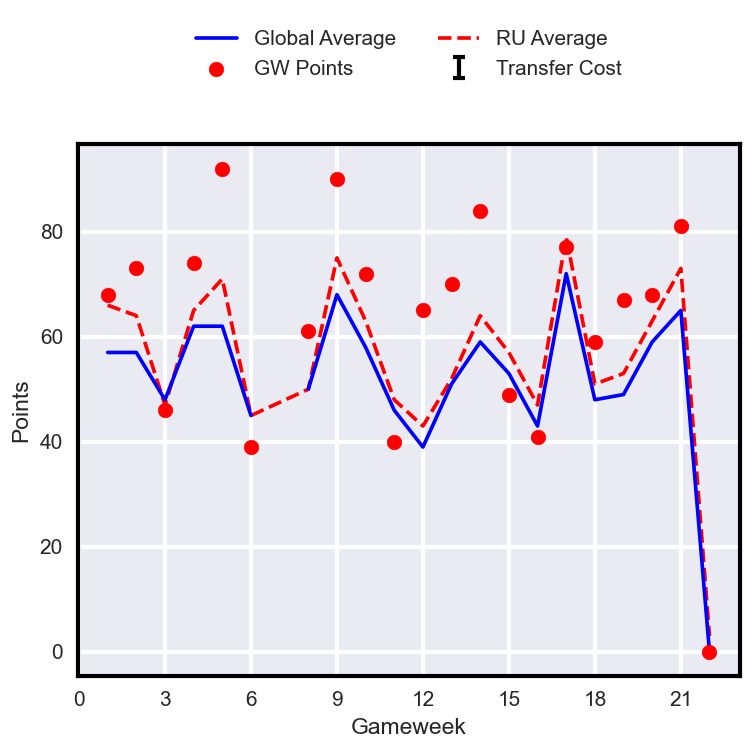 Global Average
RU Average
GW Points
Transfer Cost
Points
80
60
40
20
0
0 3 6 9 12 15 18 21
Gameweek